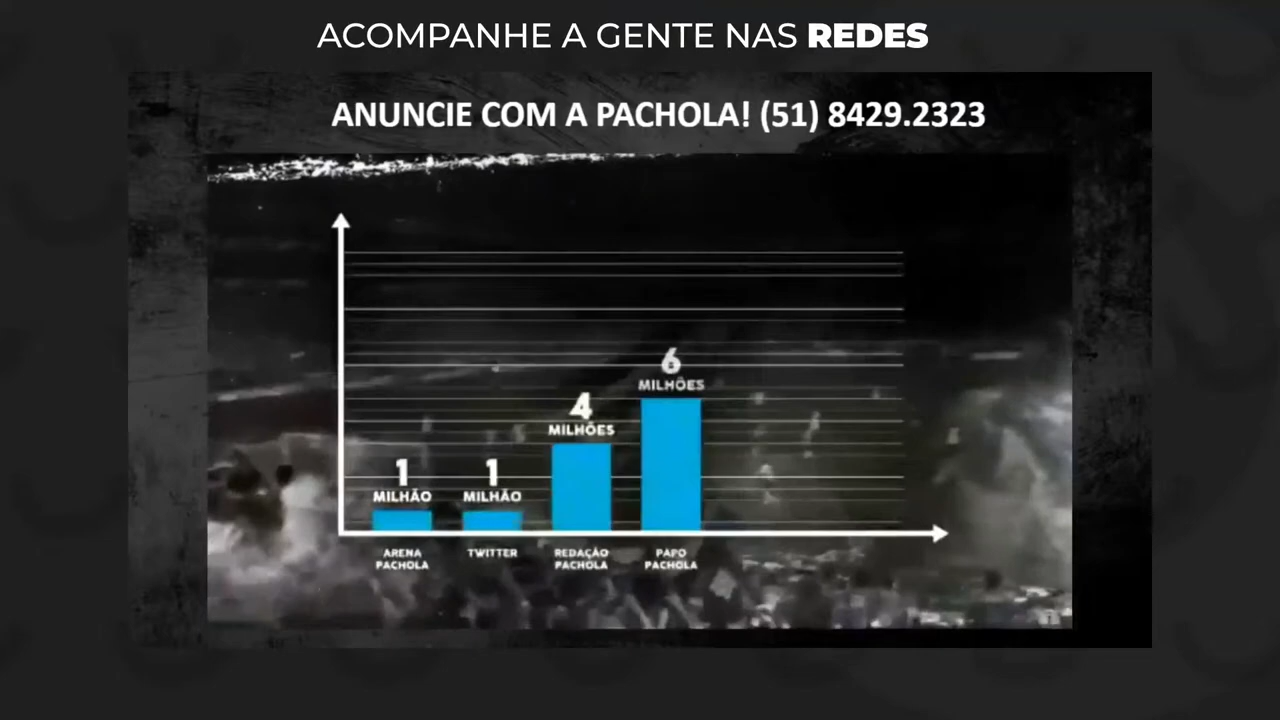 ACOMPANHE A GENTE NAS REDES
ANUNCIE COM A PACHOLA! (51) 8429.2323
6
MILHÕES
4
MILHÕES
1
MILHÃO
1
MILHÃO
ARENA
PACHOLA
TWITTER
REDAÇÃO
PACHOLA
PAPO
PACHOLA